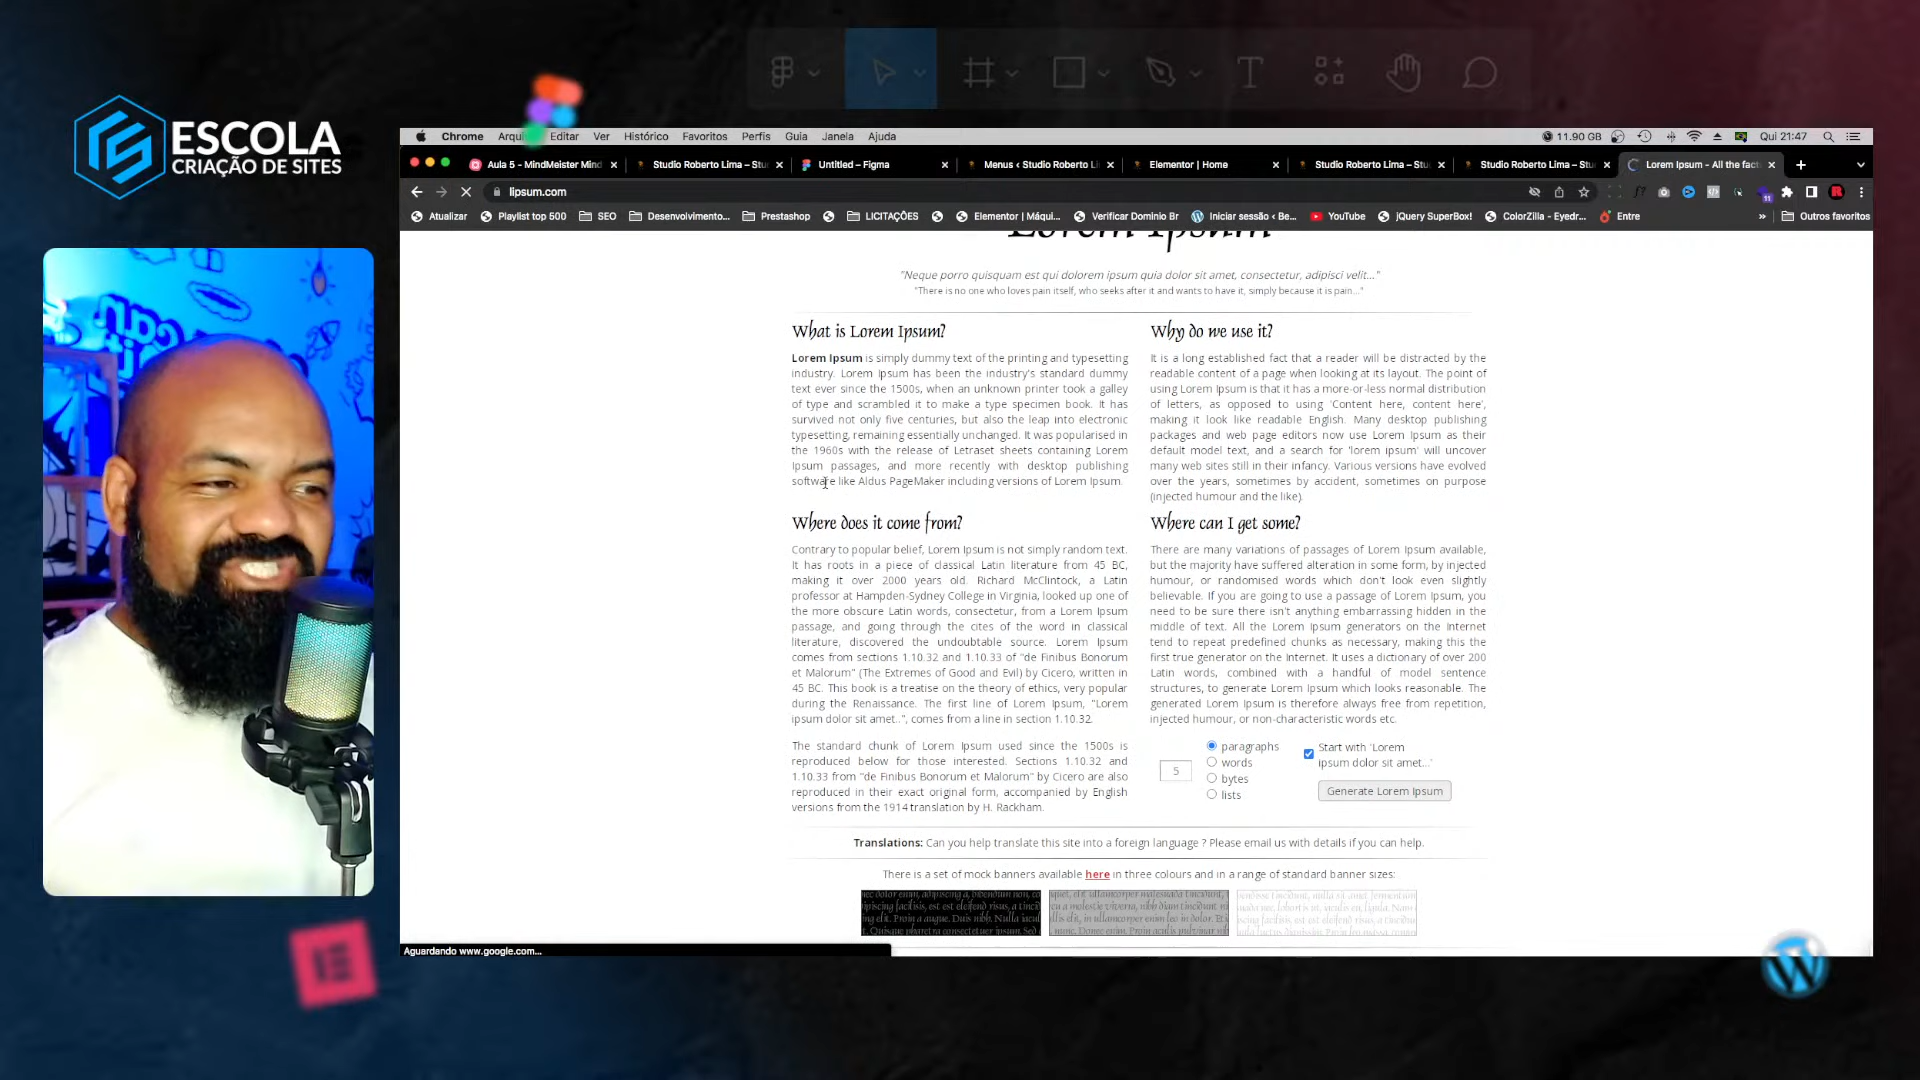 ESCOLA
CRIAÇÃO DE SITES
Chrome Arqui Editar Ver Histórico Favoritos Perfis Guia Janela Ajuda
11.90 GB Qui 21:47
Aula 5 - MindMeister Mind
Studio Roberto Lima – Stu
Untitled – Figma
Menus ‹ Studio Roberto Li
Elementor | Home
Studio Roberto Lima – Stu
Studio Roberto Lima – Stu
Lorem Ipsum - All the fact
lipsum.com
11
Atualizar Playlist top 500 SEO Desenvolvimento... Prestashop LICITAÇÕES Elementor | Máqui... Verificar Domínio Br Iniciar sessão ‹ Be... YouTube jQuery SuperBox! ColorZilla - Eyedr... Entre » Outros favoritos
Lorem Ipsum
"Neque porro quisquam est qui dolorem ipsum quia dolor sit amet, consectetur, adipisci velit..."
"There is no one who loves pain itself, who seeks after it and wants to have it, simply because it is pain..."
What is Lorem Ipsum?
Lorem Ipsum is simply dummy text of the printing and typesetting
industry. Lorem Ipsum has been the industry's standard dummy
text ever since the 1500s, when an unknown printer took a galley
of type and scrambled it to make a type specimen book. It has
survived not only five centuries, but also the leap into electronic
typesetting, remaining essentially unchanged. It was popularised in
the 1960s with the release of Letraset sheets containing Lorem
Ipsum passages, and more recently with desktop publishing
software like Aldus PageMaker including versions of Lorem Ipsum.
Why do we use it?
It is a long established fact that a reader will be distracted by the
readable content of a page when looking at its layout. The point of
using Lorem Ipsum is that it has a more-or-less normal distribution
of letters, as opposed to using 'Content here, content here',
making it look like readable English. Many desktop publishing
packages and web page editors now use Lorem Ipsum as their
default model text, and a search for 'lorem ipsum' will uncover
many web sites still in their infancy. Various versions have evolved
over the years, sometimes by accident, sometimes on purpose
(injected humour and the like).
Where does it come from?
Contrary to popular belief, Lorem Ipsum is not simply random text.
It has roots in a piece of classical Latin literature from 45 BC,
making it over 2000 years old. Richard McClintock, a Latin
professor at Hampden-Sydney College in Virginia, looked up one of
the more obscure Latin words, consectetur, from a Lorem Ipsum
passage, and going through the cites of the word in classical
literature, discovered the undoubtable source. Lorem Ipsum
comes from sections 1.10.32 and 1.10.33 of "de Finibus Bonorum
et Malorum" (The Extremes of Good and Evil) by Cicero, written in
45 BC. This book is a treatise on the theory of ethics, very popular
during the Renaissance. The first line of Lorem Ipsum, "Lorem
ipsum dolor sit amet..", comes from a line in section 1.10.32.
The standard chunk of Lorem Ipsum used since the 1500s is
reproduced below for those interested. Sections 1.10.32 and
1.10.33 from "de Finibus Bonorum et Malorum" by Cicero are also
reproduced in their exact original form, accompanied by English
versions from the 1914 translation by H. Rackham.
Where can I get some?
There are many variations of passages of Lorem Ipsum available,
but the majority have suffered alteration in some form, by injected
humour, or randomised words which don't look even slightly
believable. If you are going to use a passage of Lorem Ipsum, you
need to be sure there isn't anything embarrassing hidden in the
middle of text. All the Lorem Ipsum generators on the Internet
tend to repeat predefined chunks as necessary, making this the
first true generator on the Internet. It uses a dictionary of over 200
Latin words, combined with a handful of model sentence
structures, to generate Lorem Ipsum which looks reasonable. The
generated Lorem Ipsum is therefore always free from repetition,
injected humour, or non-characteristic words etc.
5
paragraphs
words
bytes
lists
Start with 'Lorem
ipsum dolor sit amet...'
Generate Lorem Ipsum
Translations: Can you help translate this site into a foreign language ? Please email us with details if you can help.
There is a set of mock banners available here in three colours and in a range of standard banner sizes:
Aguardando www.google.com...